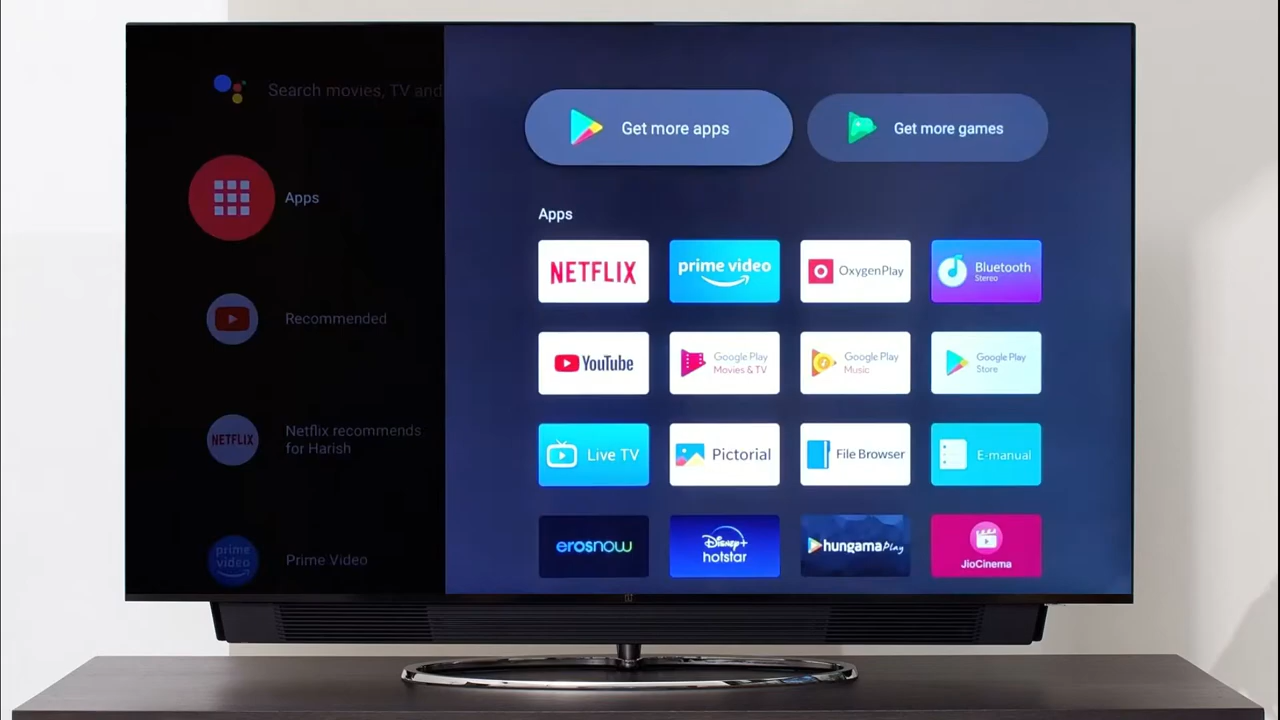 Search movies, TV and
Apps
Recommended
NETFLIX
Netflix recommends
for Harish
prime
video
Prime Video
Get more apps
Get more games
Apps
NETFLIX
prime video
OxygenPlay
Bluetooth
Stereo
YouTube
Google Play
Movies & TV
Google Play
Music
Google Play
Store
Live TV
Pictorial
File Browser
E-manual
erosnow
Disney+
hotstar
hungama Play
JioCinema